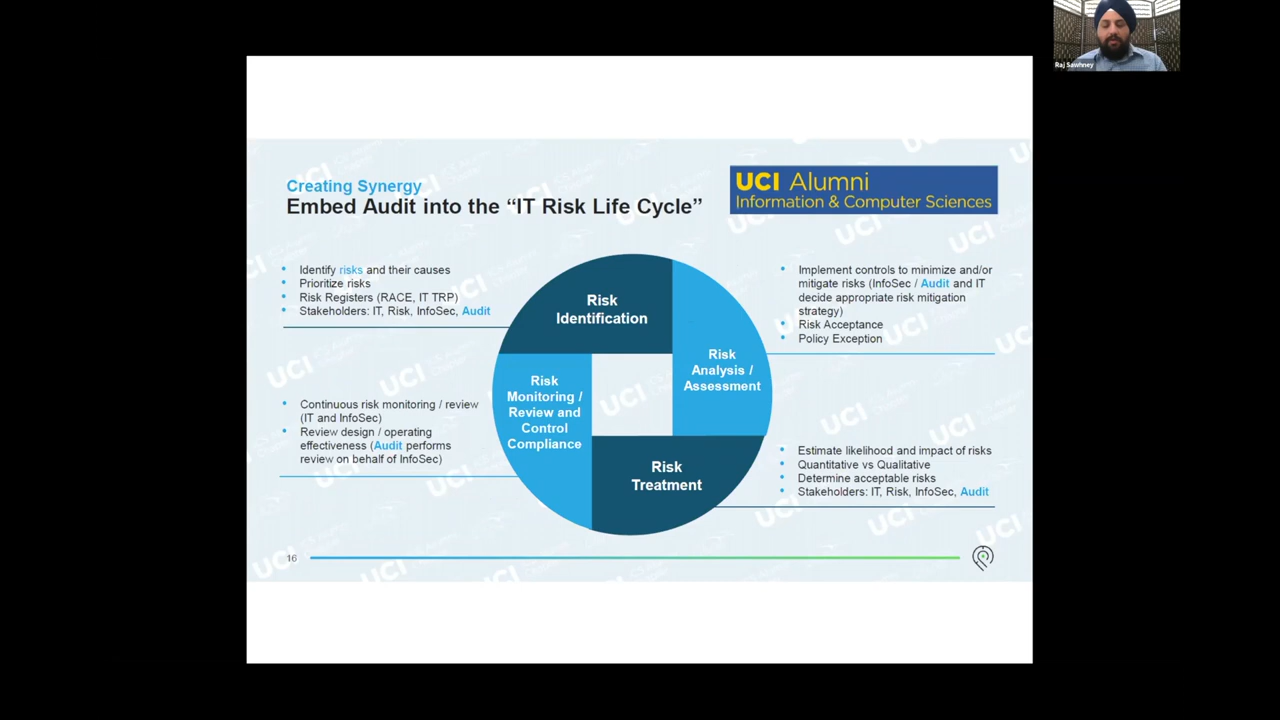 Raj Sawhney
Creating Synergy
Embed Audit into the “IT Risk Life Cycle”
UCI Alumni
Information & Computer Sciences
• Identify risks and their causes
• Prioritize risks
• Risk Registers (RACE, IT TRP)
• Stakeholders: IT, Risk, InfoSec, Audit
Risk
Identification
• Implement controls to minimize and/or
mitigate risks (InfoSec / Audit and IT
decide appropriate risk mitigation
strategy)
• Risk Acceptance
• Policy Exception
Risk
Analysis /
Assessment
• Continuous risk monitoring / review
(IT and InfoSec)
• Review design / operating
effectiveness (Audit performs
review on behalf of InfoSec)
Risk
Monitoring /
Review and
Control
Compliance
Risk
Treatment
• Estimate likelihood and impact of risks
• Quantitative vs Qualitative
• Determine acceptable risks
• Stakeholders: IT, Risk, InfoSec, Audit
16